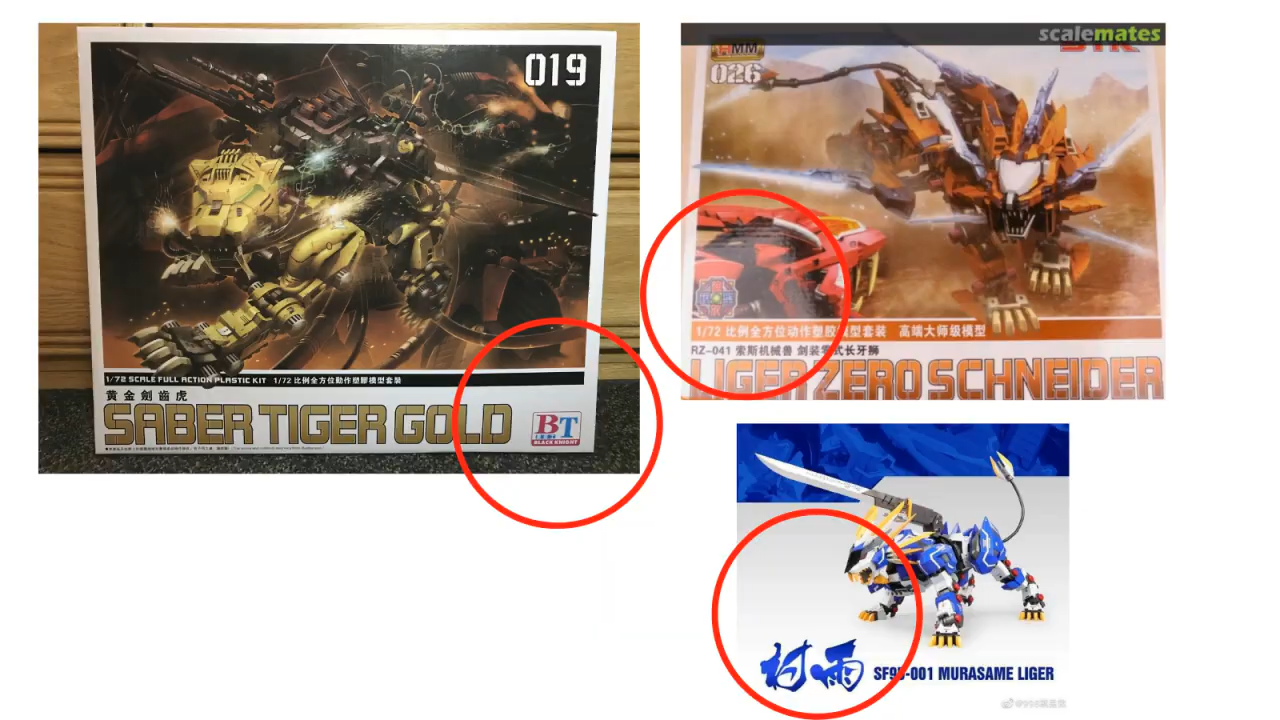 019
1/72 SCALE FULL ACTION PLASTIC KIT 1/72 比例全方位動作塑膠模型套裝
黄金劍齒虎
SABER TIGER GOLD
BT
BLACK KNIGHT
scalemates
HMM
026
1/72 比例全方位动作塑胶模型套装 高端大师级模型
RZ-041 索斯机械兽 剑装零式长牙狮
LIGER ZERO SCHNEIDER
村雨
MURASAME LIGER